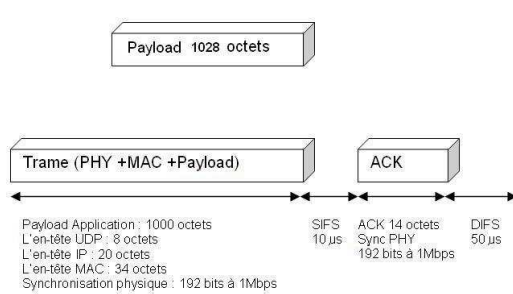 Payload 1028 octets
Trame (PHY +MAC +Payload)
ACK
Payload Application : 1000 octets
L'en-tête UDP : 8 octets
L'en-tête IP : 20 octets
L'en-tête MAC : 34 octets
Synchronisation physique : 192 bits à 1Mbps
SIFS
10 µs
ACK 14 octets
Sync PHY
192 bits à 1Mbps
DIFS
50 µs